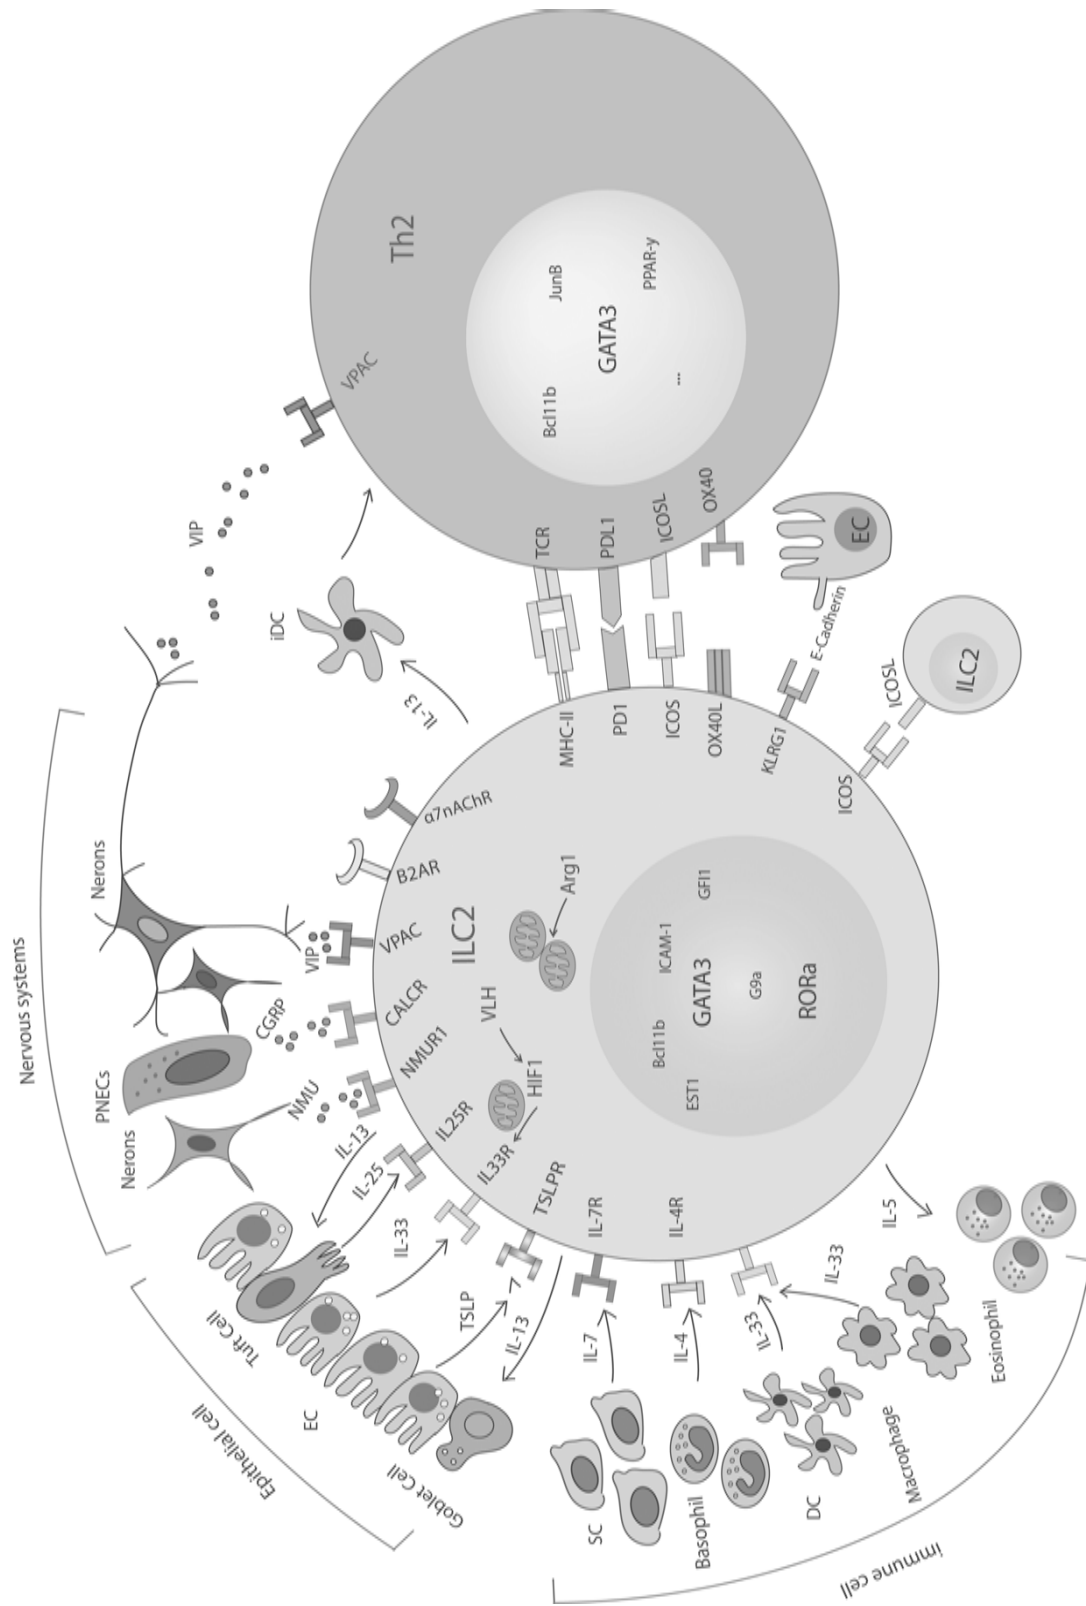 Nervous systems
Nerons
PNECs
Nerons
NMU
CGRP
VIP
VIP
iDC
IL-13
VPAC
Th2
Bcl11b
JunB
GATA3
PPAR-y
...
TCR
PDL1
ICOSL
OX40
MHC-II
PD1
ICOS
OX40L
KLRG1
E-Cadherin
EC
ICOS
ICOSL
ILC2
α7nAChR
B2AR
VPAC
CALCR
NMUR1
IL25R
IL33R
TSLPR
IL-7R
IL-4R
ILC2
Arg1
VLH
HIF1
Bcl11b
ICAM-1
GFI1
EST1
GATA3
G9a
RORa
Epithelial cell
Tuft Cell
EC
Goblet Cell
IL-13
IL-25
IL-33
TSLP
IL-13
immune cell
SC
Basophil
DC
Macrophage
Eosinophil
IL-7
IL-4
IL-33
IL-33
IL-5